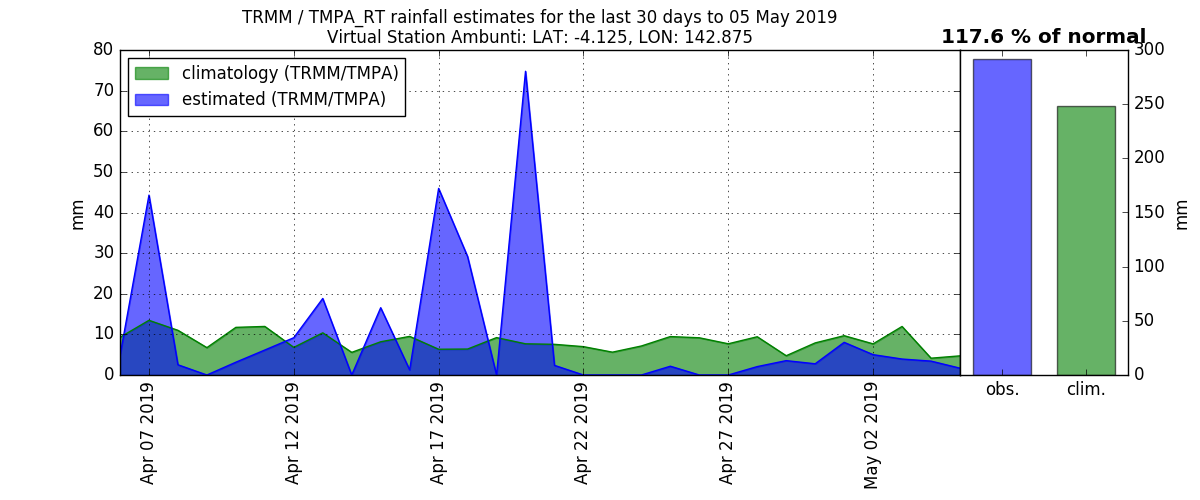 TRMM / TMPA_RT rainfall estimates for the last 30 days to 05 May 2019
Virtual Station Ambunti: LAT: -4.125, LON: 142.875
117.6 % of normal
climatology (TRMM/TMPA)
estimated (TRMM/TMPA)
80
70
60
50
40
30
20
10
0
mm
Apr 07 2019
Apr 12 2019
Apr 17 2019
Apr 22 2019
Apr 27 2019
May 02 2019
300
250
200
150
100
50
0
mm
obs.
clim.